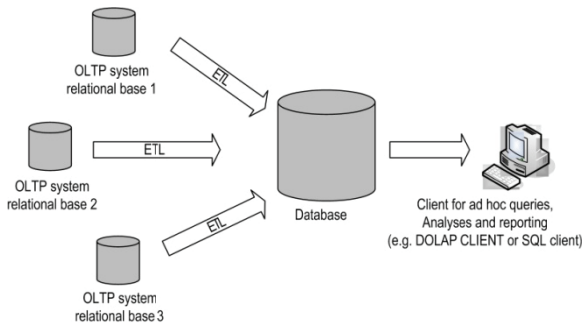 OLTP system
relational base 1
ETL
OLTP system
relational base 2
ETL
OLTP system
relational base 3
ETL
Database
Client for ad hoc queries,
Analyses and reporting
(e.g. DOLAP CLIENT or SQL client)